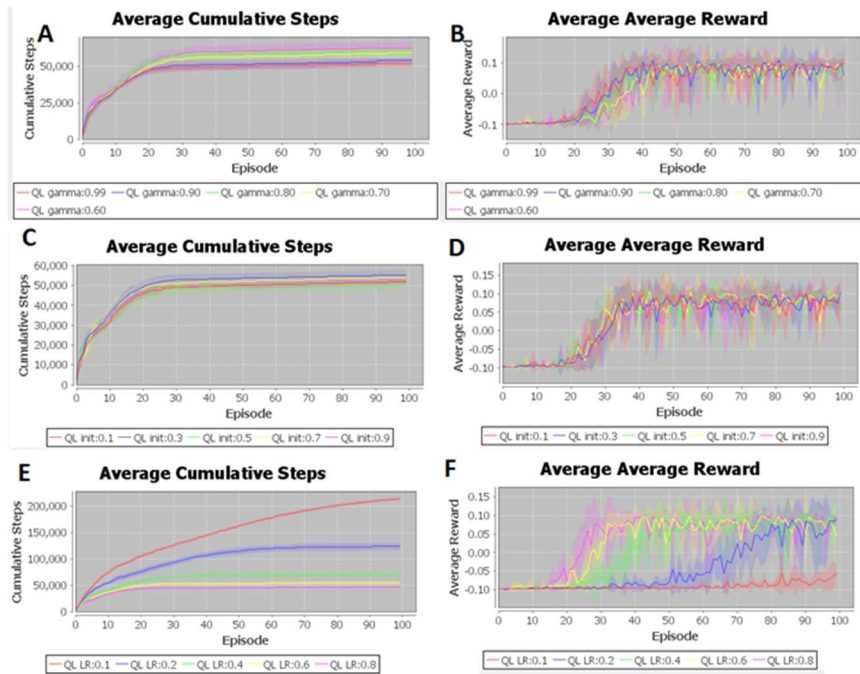 A
Average Cumulative Steps
Cumulative Steps
50,000
25,000
0
0 10 20 30 40 50 60 70 80 90 100
Episode
QL gamma:0.99 QL gamma:0.90 QL gamma:0.80 QL gamma:0.70
QL gamma:0.60
B
Average Average Reward
Average Reward
0.1
0.0
-0.1
0 10 20 30 40 50 60 70 80 90 100
Episode
QL gamma:0.99 QL gamma:0.90 QL gamma:0.80 QL gamma:0.70
QL gamma:0.60
C
Average Cumulative Steps
Cumulative Steps
60,000
50,000
40,000
30,000
20,000
10,000
0
0 10 20 30 40 50 60 70 80 90 100
Episode
QL init:0.1 QL init:0.3 QL init:0.5 QL init:0.7 QL init:0.9
D
Average Average Reward
Average Reward
0.15
0.10
0.05
0.00
-0.05
-0.10
0 10 20 30 40 50 60 70 80 90 100
Episode
QL init:0.1 QL init:0.3 QL init:0.5 QL init:0.7 QL init:0.9
E
Average Cumulative Steps
Cumulative Steps
200,000
150,000
100,000
50,000
0
0 10 20 30 40 50 60 70 80 90 100
Episode
QL LR:0.1 QL LR:0.2 QL LR:0.4 QL LR:0.6 QL LR:0.8
F
Average Average Reward
Average Reward
0.15
0.10
0.05
0.00
-0.05
-0.10
0 10 20 30 40 50 60 70 80 90 100
Episode
QL LR:0.1 QL LR:0.2 QL LR:0.4 QL LR:0.6 QL LR:0.8